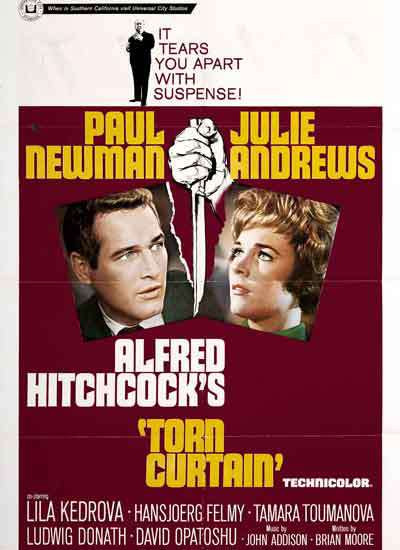 When in Southern California visit Universal City Studios
IT
TEARS
YOU APART
WITH
SUSPENSE!
PAUL NEWMAN
JULIE ANDREWS
ALFRED
HITCHCOCK'S
'TORN
CURTAIN'
TECHNICOLOR®
co-starring
LILA KEDROVA · HANSJOERG FELMY · TAMARA TOUMANOVA
LUDWIG DONATH · DAVID OPATOSHU · Music by JOHN ADDISON · Written by BRIAN MOORE